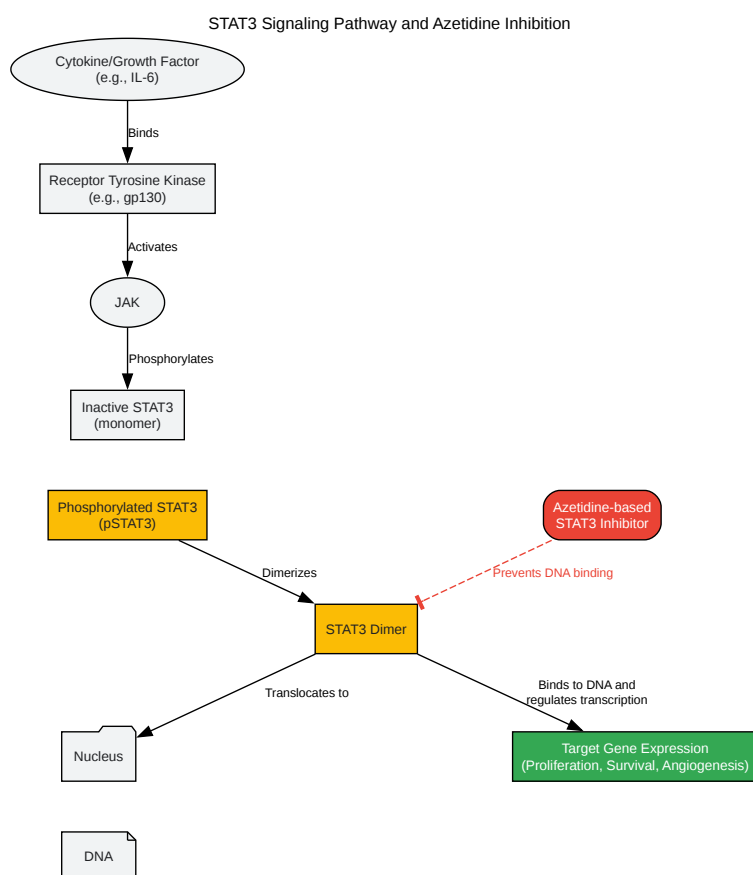 STAT3 Signaling Pathway and Azetidine Inhibition
Cytokine/Growth Factor
(e.g., IL-6)
Binds
Receptor Tyrosine Kinase
(e.g., gp130)
Activates
JAK
Phosphorylates
Inactive STAT3
(monomer)
Phosphorylated STAT3
(pSTAT3)
Azetidine-based
STAT3 Inhibitor
Dimerizes
Prevents DNA binding
STAT3 Dimer
Translocates to
Binds to DNA and
regulates transcription
Nucleus
Target Gene Expression
(Proliferation, Survival, Angiogenesis)
DNA